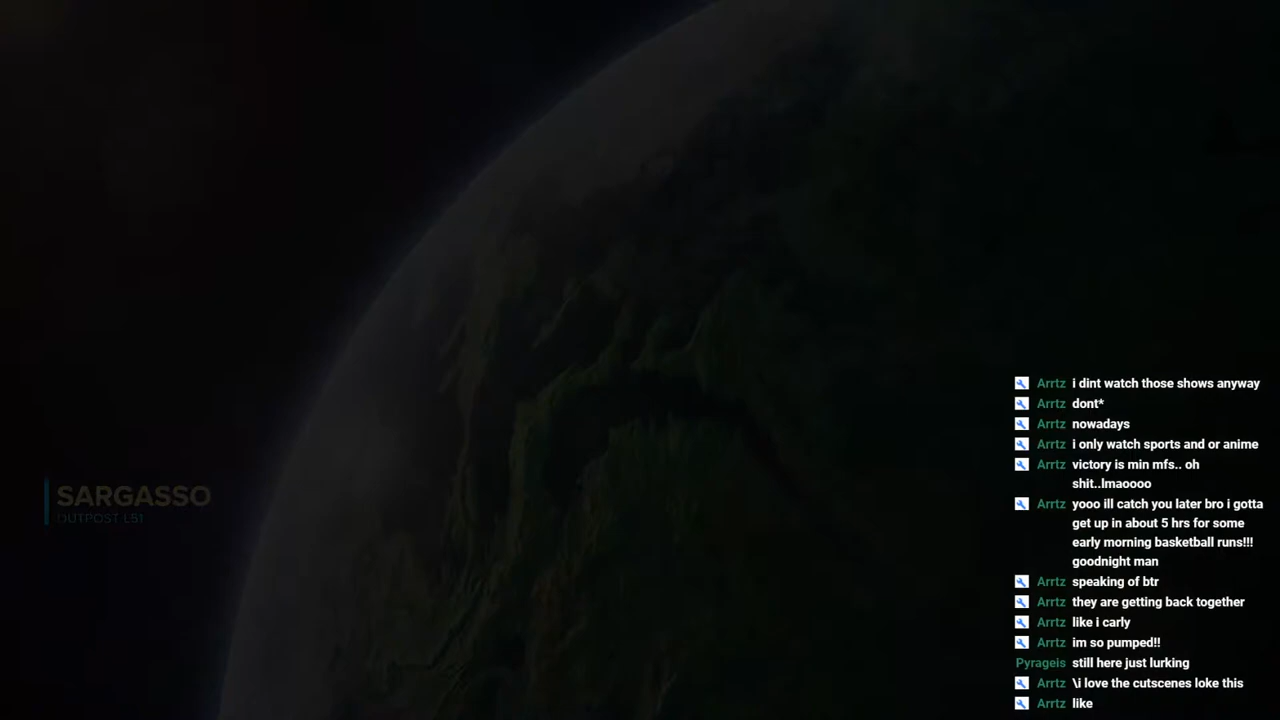 SARGASSO
OUTPOST L51
Arrtz i dint watch those shows anyway
Arrtz dont*
Arrtz nowadays
Arrtz i only watch sports and or anime
Arrtz victory is min mfs.. oh
shit..lmaoooo
Arrtz yooo ill catch you later bro i gotta
get up in about 5 hrs for some
early morning basketball runs!!!
goodnight man
Arrtz speaking of btr
Arrtz they are getting back together
Arrtz like i carly
Arrtz im so pumped!!
Pyrageis still here just lurking
Arrtz \i love the cutscenes loke this
Arrtz like